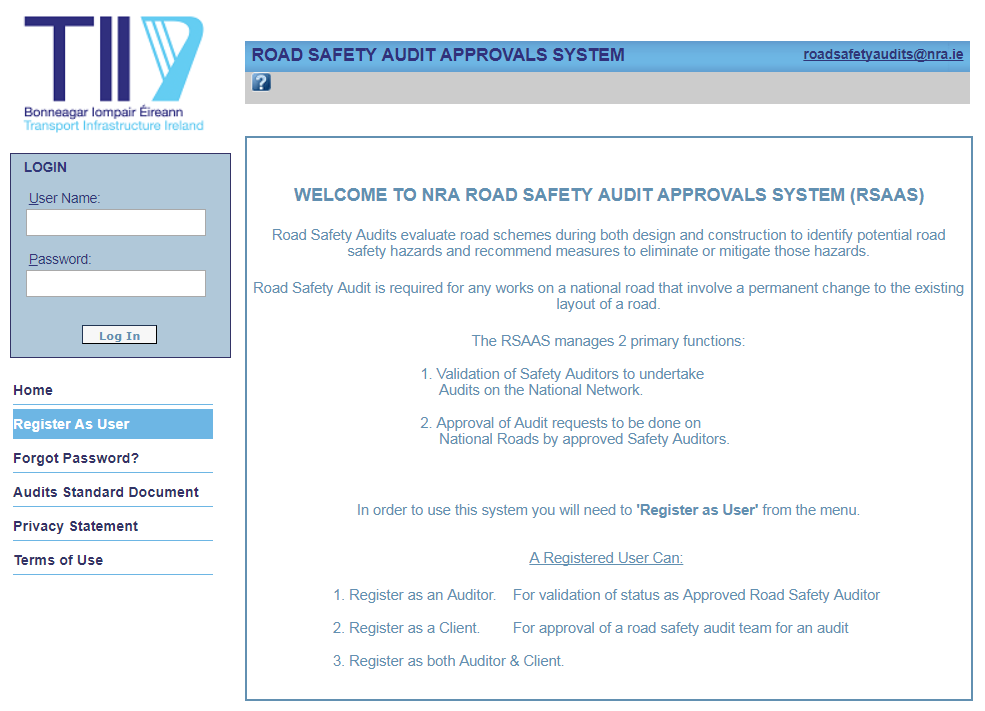 TII
Bonneagar Iompair Éireann
Transport Infrastructure Ireland
ROAD SAFETY AUDIT APPROVALS SYSTEM
roadsafetyaudits@nra.ie
?
LOGIN
User Name:
Password:
Log In
Home
Register As User
Forgot Password?
Audits Standard Document
Privacy Statement
Terms of Use
WELCOME TO NRA ROAD SAFETY AUDIT APPROVALS SYSTEM (RSAAS)
Road Safety Audits evaluate road schemes during both design and construction to identify potential road
safety hazards and recommend measures to eliminate or mitigate those hazards.
Road Safety Audit is required for any works on a national road that involve a permanent change to the existing
layout of a road.
The RSAAS manages 2 primary functions:
1. Validation of Safety Auditors to undertake
Audits on the National Network.
2. Approval of Audit requests to be done on
National Roads by approved Safety Auditors.
In order to use this system you will need to 'Register as User' from the menu.
A Registered User Can:
1. Register as an Auditor. For validation of status as Approved Road Safety Auditor
2. Register as a Client. For approval of a road safety audit team for an audit
3. Register as both Auditor & Client.